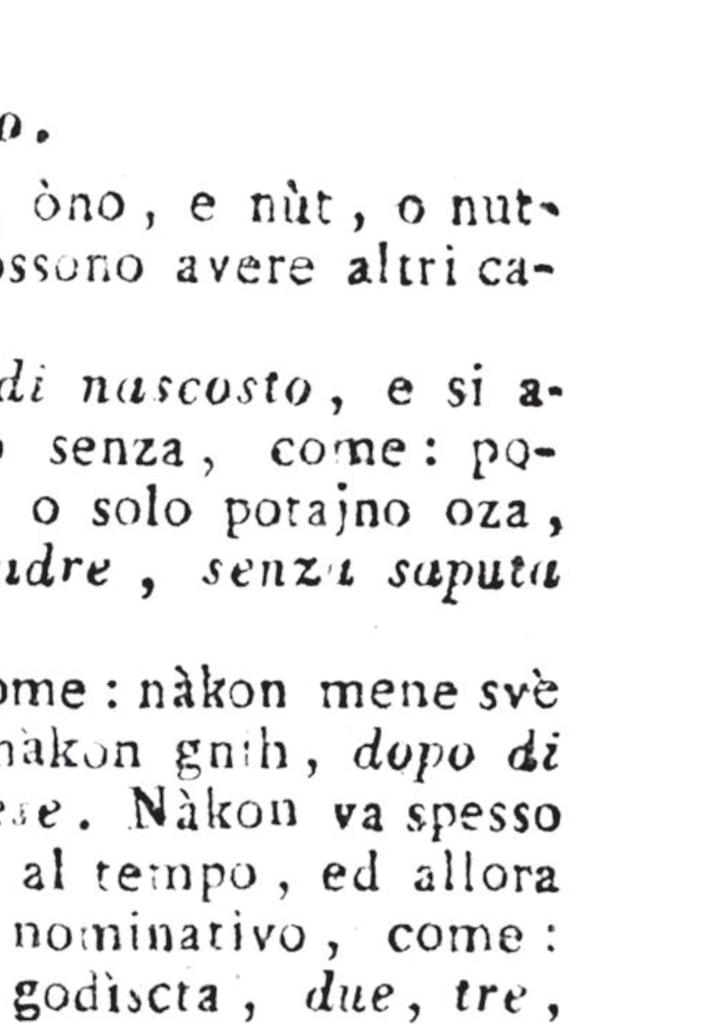 o.
òno, e nùt, o nut-
ossono avere altri ca-
di nascosto, e si a-
senza, come: po-
o solo potajno oza,
adre, senza saputa
ome: nàkon mene svè
nàkon gnih, dopo di
ese. Nàkon va spesso
al tempo, ed allora
nominativo, come:
godìscta, due, tre,